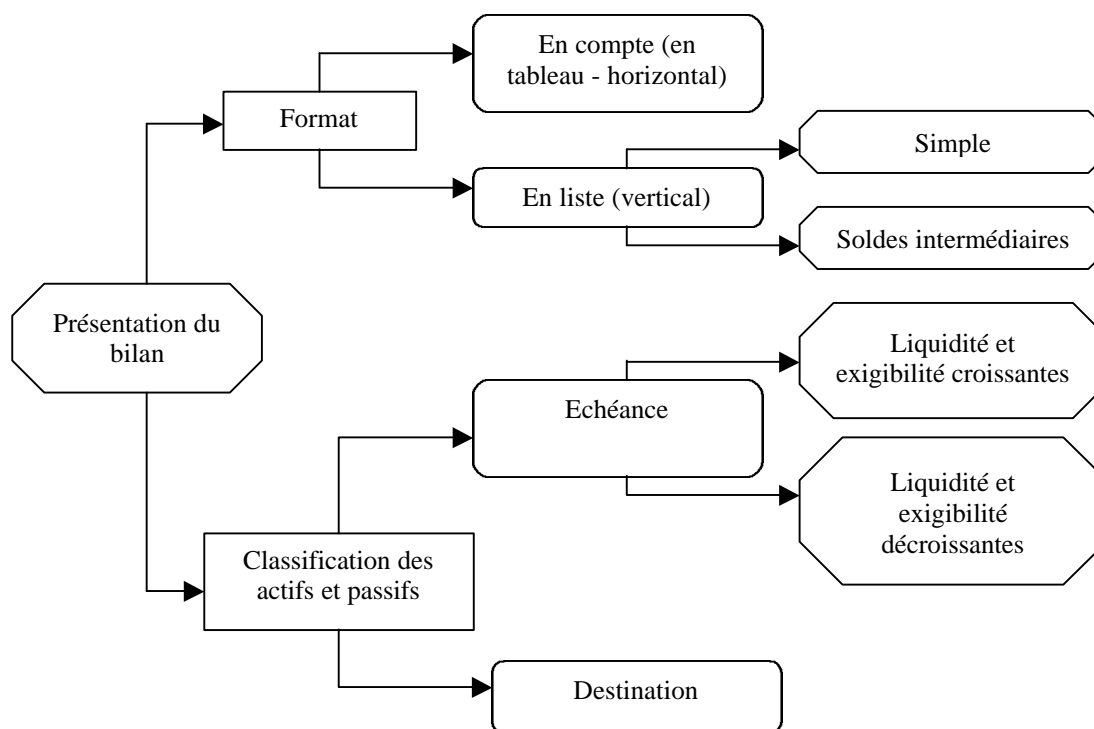 En compte (en
tableau - horizontal)
Format
Simple
En liste (vertical)
Soldes intermédiaires
Présentation du
bilan
Liquidité et
exigibilité croissantes
Echéance
Liquidité et
exigibilité
décroissantes
Classification des
actifs et passifs
Destination